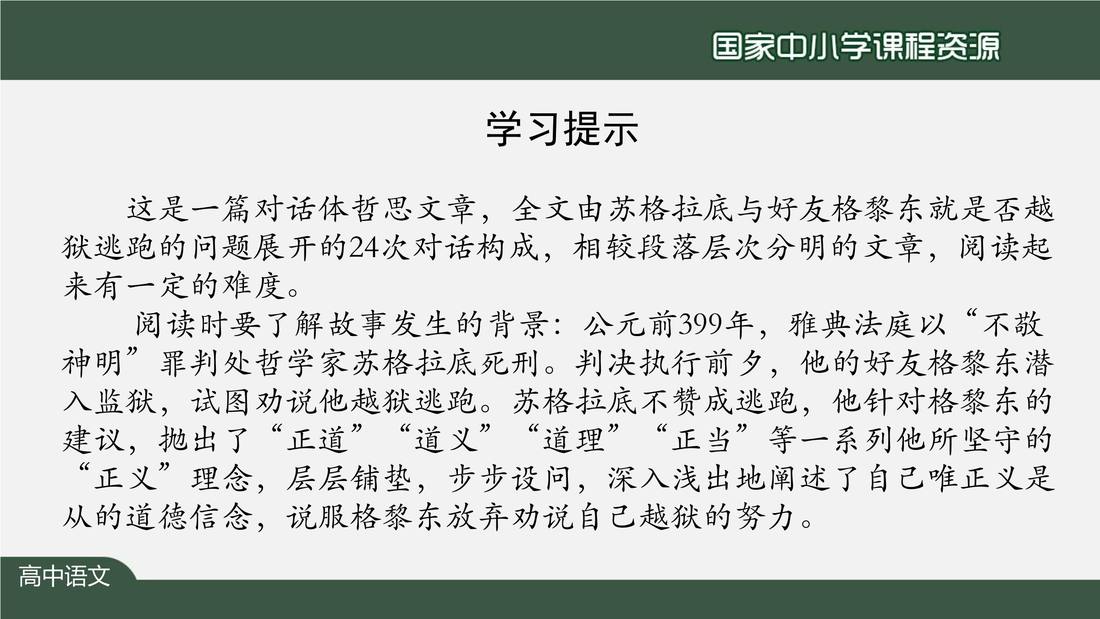 国家中小学课程资源
学习提示
这是一篇对话体哲思文章，全文由苏格拉底与好友格黎东就是否越
狱逃跑的问题展开的24次对话构成，相较段落层次分明的文章，阅读起
来有一定的难度。
阅读时要了解故事发生的背景：公元前399年，雅典法庭以“不敬
神明”罪判处哲学家苏格拉底死刑。判决执行前夕，他的好友格黎东潜
入监狱，试图劝说他越狱逃跑。苏格拉底不赞成逃跑，他针对格黎东的
建议，抛出了“正道”“道义”“道理”“正当”等一系列他所坚守的
“正义”理念，层层铺垫，步步设问，深入浅出地阐述了自己唯正义是
从的道德信念，说服格黎东放弃劝说自己越狱的努力。
高中语文